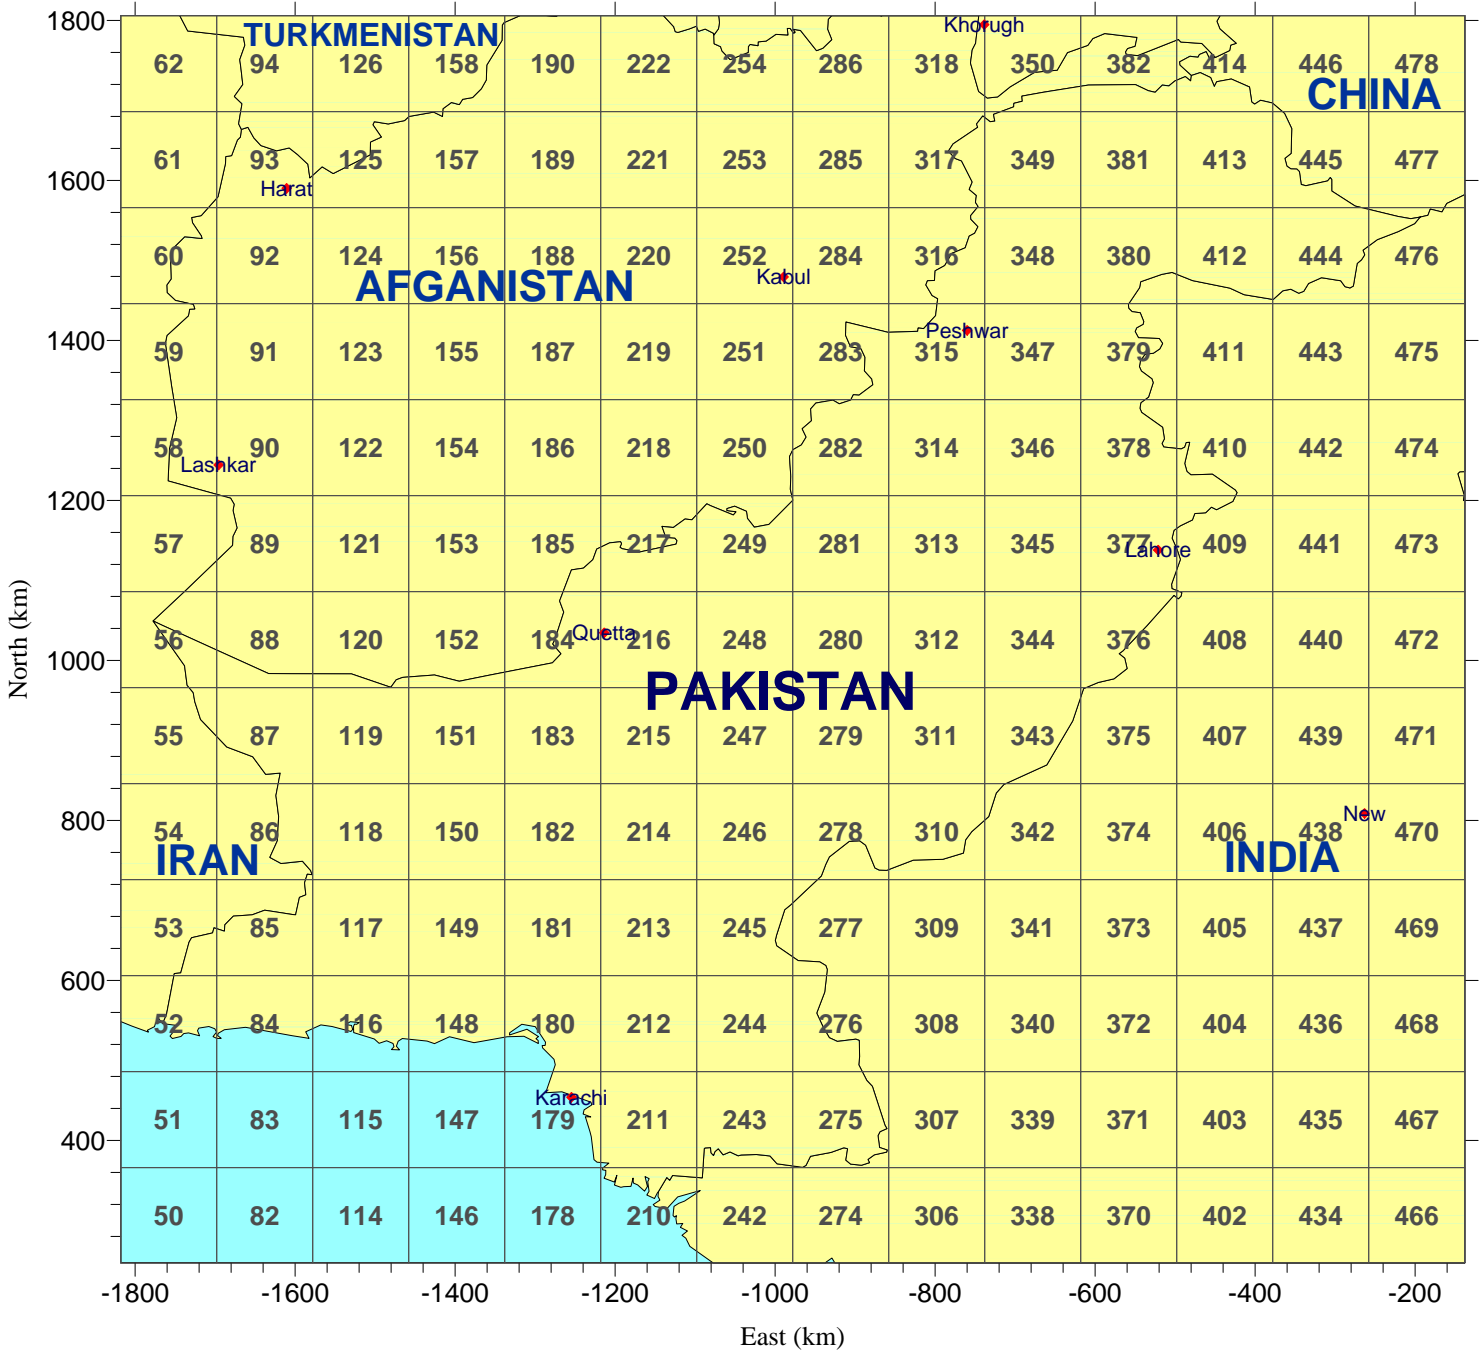 1800
Khorugh
TURKMENISTAN
62 94 126 158 190 222 254 286 318 350 382 414 446 478
CHINA
61 93 125 157 189 221 253 285 317 349 381 413 445 477
1600
Harat
60 92 124 156 188 220 252 284 316 348 380 412 444 476
AFGANISTAN
Kabul
1400
Peshwar
59 91 123 155 187 219 251 283 315 347 379 411 443 475
58 90 122 154 186 218 250 282 314 346 378 410 442 474
Lashkar
1200
57 89 121 153 185 217 249 281 313 345 377 409 441 473
Lahore
Quetta
56 88 120 152 184 216 248 280 312 344 376 408 440 472
1000
North (km)
PAKISTAN
55 87 119 151 183 215 247 279 311 343 375 407 439 471
800
New
54 86 118 150 182 214 246 278 310 342 374 406 438 470
IRAN
INDIA
53 85 117 149 181 213 245 277 309 341 373 405 437 469
600
52 84 116 148 180 212 244 276 308 340 372 404 436 468
Karachi
51 83 115 147 179 211 243 275 307 339 371 403 435 467
400
50 82 114 146 178 210 242 274 306 338 370 402 434 466
-1800 -1600 -1400 -1200 -1000 -800 -600 -400 -200
East (km)